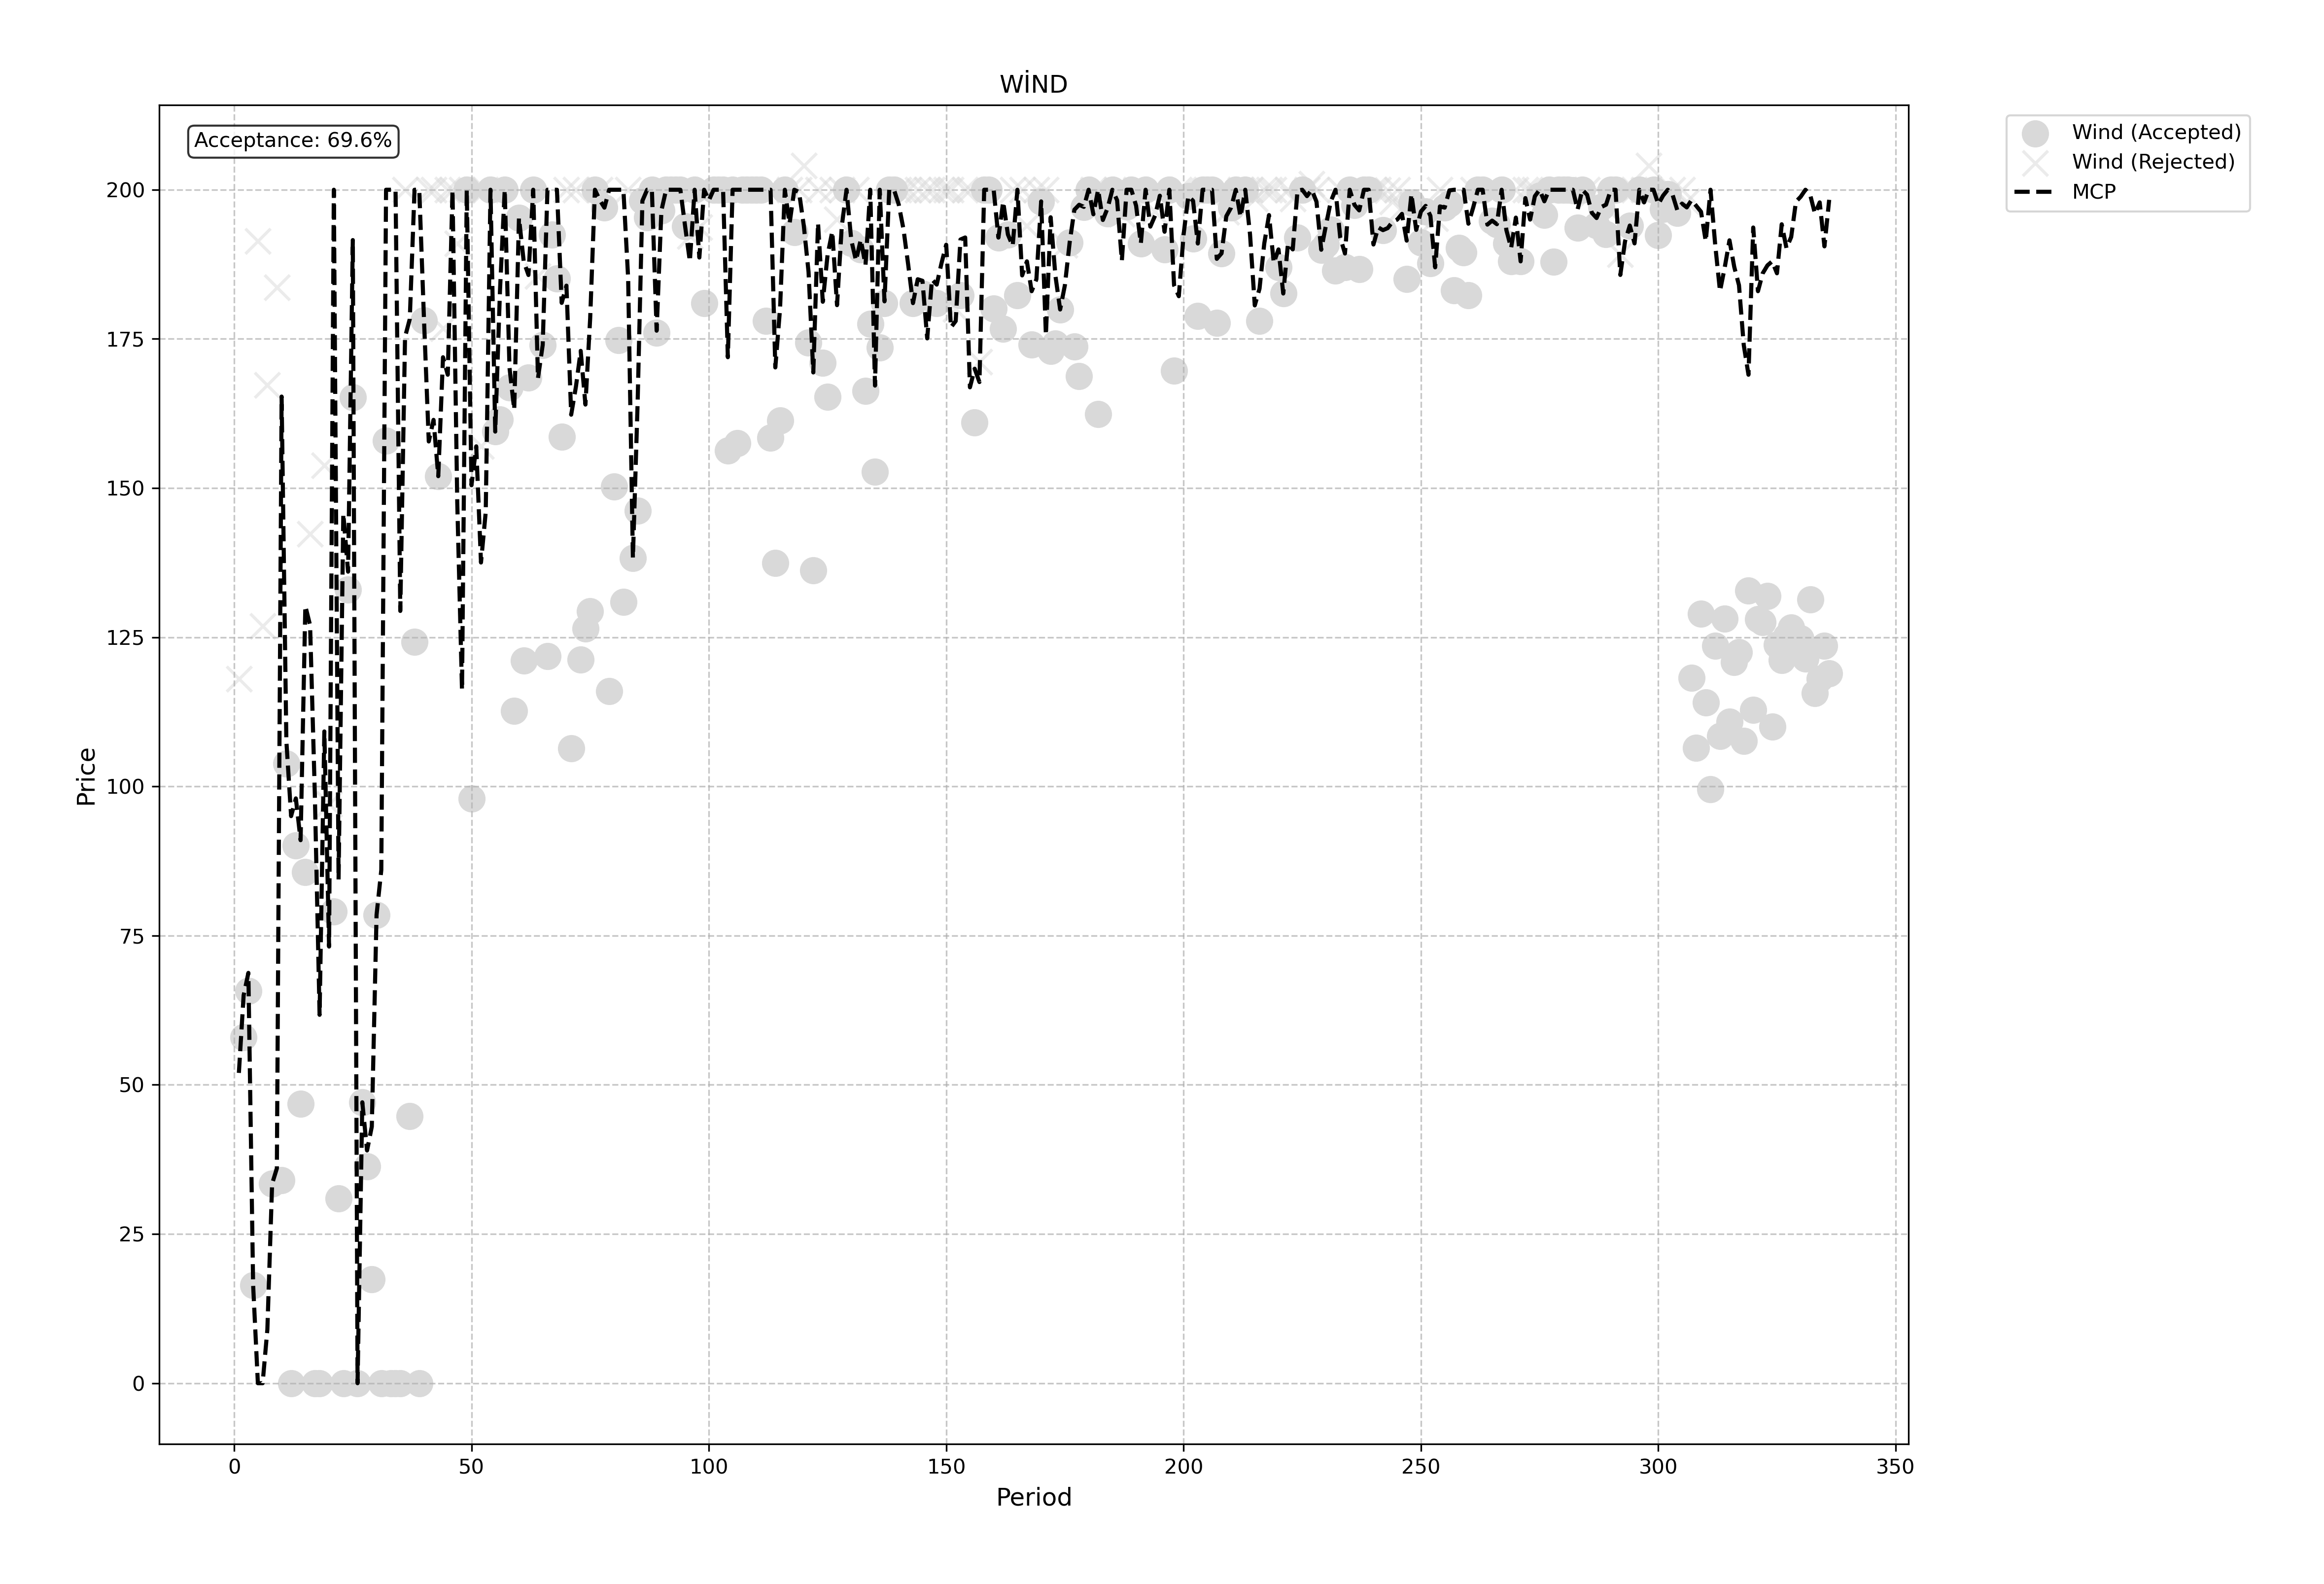 WİND
Acceptance: 69.6%
Wind (Accepted)
Wind (Rejected)
MCP
200
175
150
125
100
75
50
25
0
Price
0 50 100 150 200 250 300 350
Period